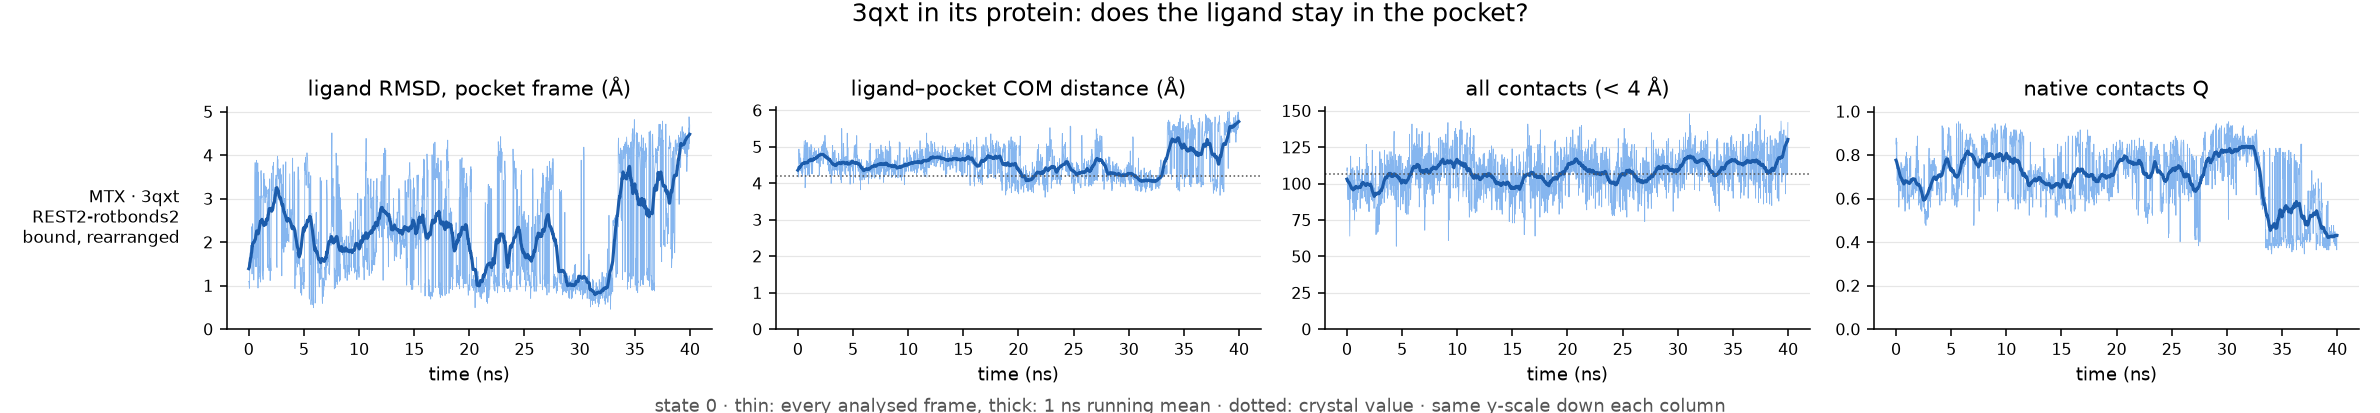 3qxt in its protein: does the ligand stay in the pocket?
ligand RMSD, pocket frame (Å)
ligand–pocket COM distance (Å)
all contacts (< 4 Å)
native contacts Q
MTX · 3qxt
REST2-rotbonds2
bound, rearranged
5
4
3
2
1
0
0 5 10 15 20 25 30 35 40
time (ns)
6
5
4
3
2
1
0
0 5 10 15 20 25 30 35 40
time (ns)
150
125
100
75
50
25
0
0 5 10 15 20 25 30 35 40
time (ns)
1.0
0.8
0.6
0.4
0.2
0.0
0 5 10 15 20 25 30 35 40
time (ns)
state 0 · thin: every analysed frame, thick: 1 ns running mean · dotted: crystal value · same y-scale down each column